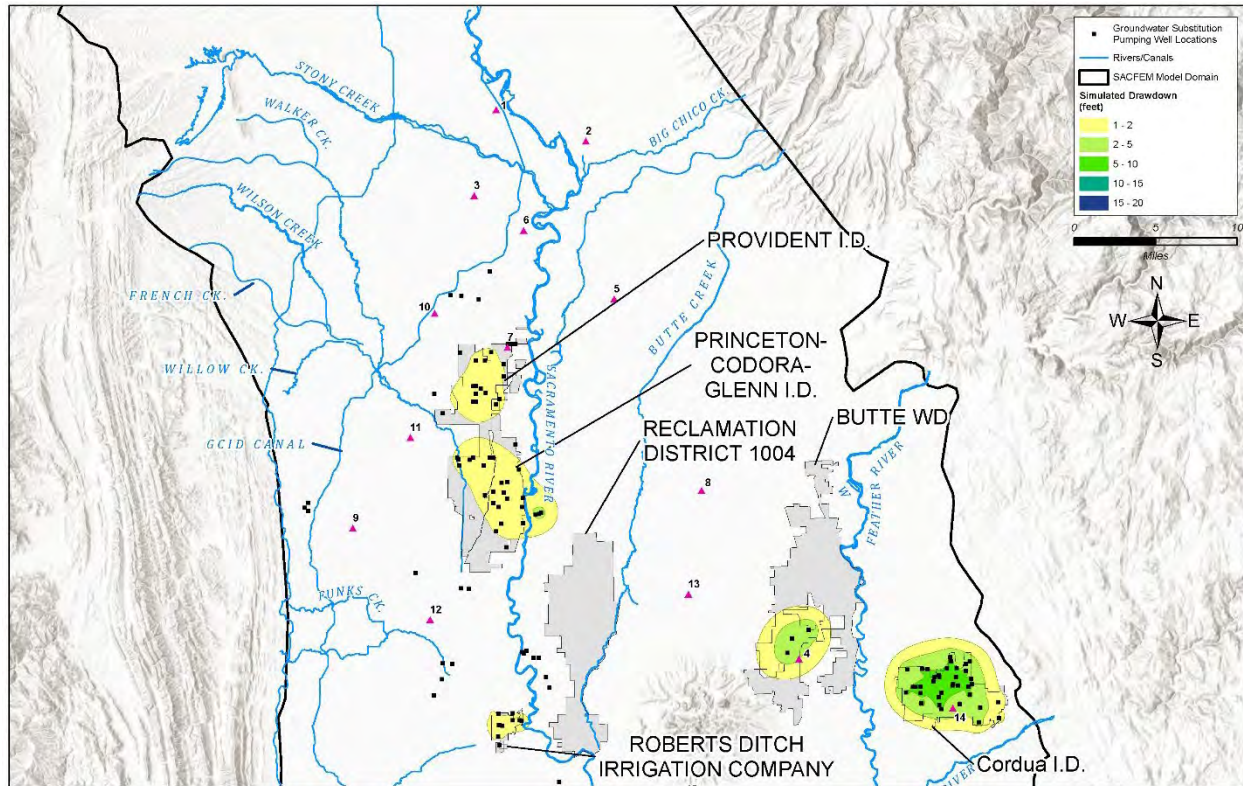 Groundwater Substitution
Pumping Well Locations
Rivers/Canals
SACFEM Model Domain
Simulated Drawdown
(feet)
1 - 2
2 - 5
5 - 10
10 - 15
15 - 20
0
5
10
Miles
N
W
E
S
STONY CREEK
WALKER CK.
WILSON CREEK
FRENCH CK.
WILLOW CK.
GCID CANAL
FUNKS CK.
BIG CHICO CK.
BUTTE CREEK
SACRAMENTO RIVER
FEATHER RIVER
W
RIVER
1
2
3
6
5
10
7
11
8
9
13
12
4
14
PROVIDENT I.D.
PRINCETON-
CODORA-
GLENN I.D.
RECLAMATION
DISTRICT 1004
BUTTE WD
ROBERTS DITCH
IRRIGATION COMPANY
Cordua I.D.